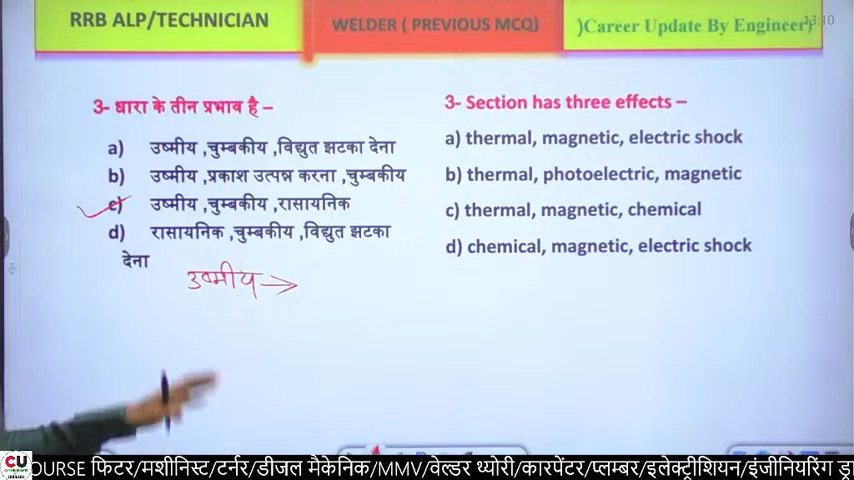 RRB ALP/TECHNICIAN
WELDER ( PREVIOUS MCQ)
)Career Update By Engineer)
13:10
3- धारा के तीन प्रभाव है –
a) उष्मीय ,चुम्बकीय ,विद्युत झटका देना
b) उष्मीय ,प्रकाश उत्पन्न करना ,चुम्बकीय
c) उष्मीय ,चुम्बकीय ,रासायनिक
d) रासायनिक ,चुम्बकीय ,विद्युत झटका
देना
उष्मीय →
3- Section has three effects –
a) thermal, magnetic, electric shock
b) thermal, photoelectric, magnetic
c) thermal, magnetic, chemical
d) chemical, magnetic, electric shock
CU
OURSE फिटर/मशीनिस्ट/टर्नर/डीजल मैकेनिक/MMV/वेल्डर थ्योरी/कारपेंटर/प्लम्बर/इलेक्ट्रीशियन/इंजीनियरिंग ड्रा